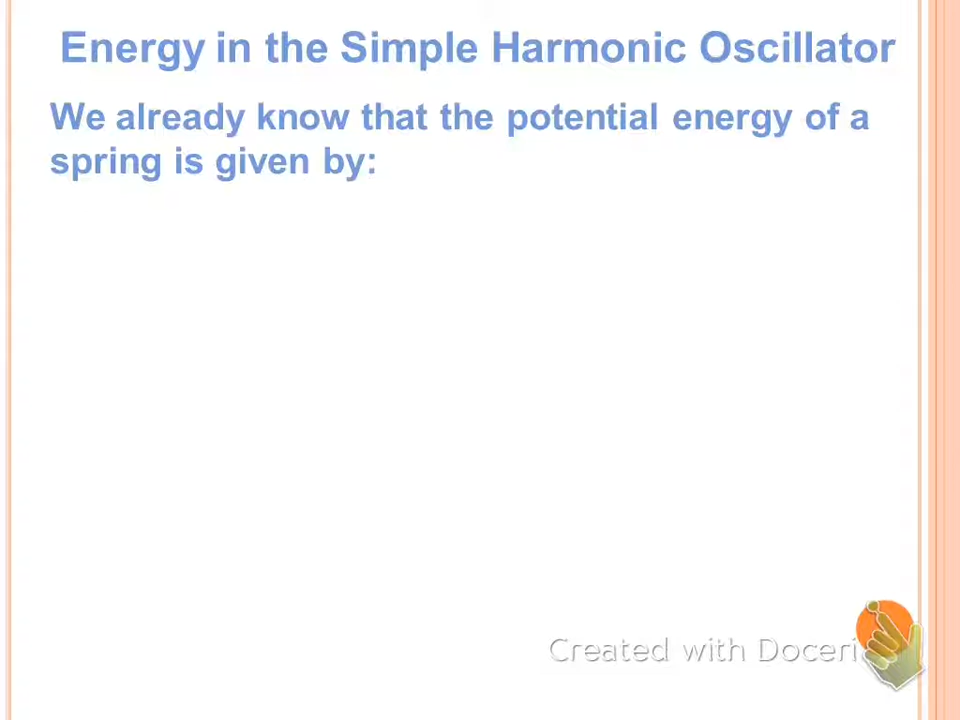 Energy in the Simple Harmonic Oscillator
We already know that the potential energy of a
spring is given by:
Created with Doceri